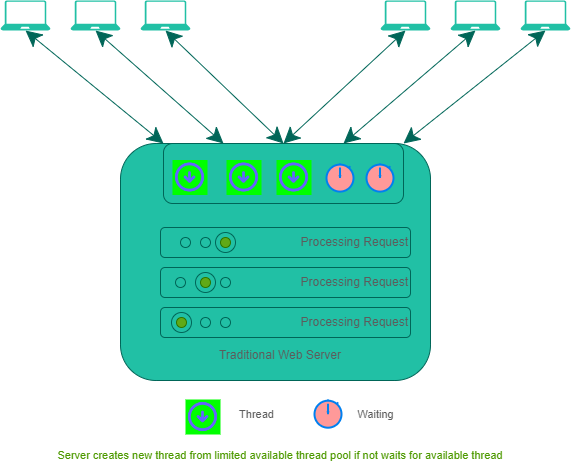 Processing Request
Processing Request
Processing Request
Traditional Web Server
Thread
Waiting
Server creates new thread from limited available thread pool if not waits for available thread